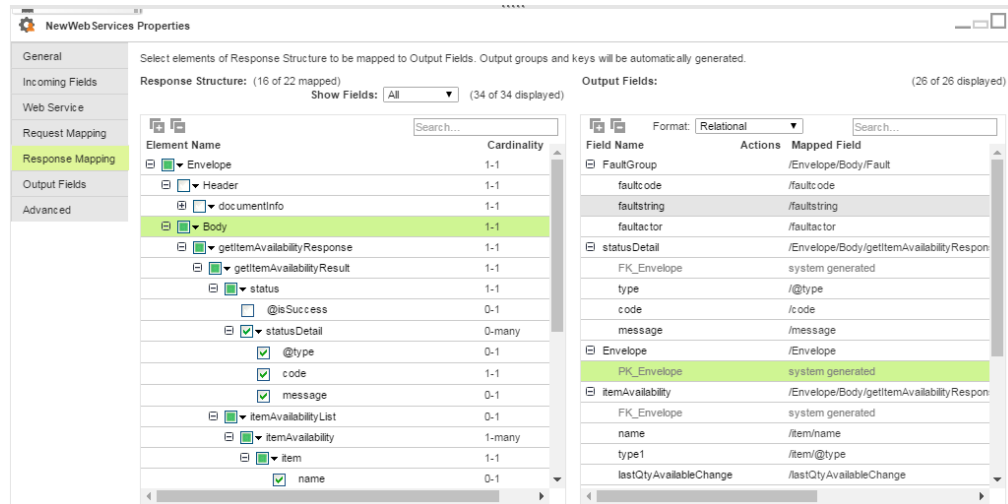 NewWebServices Properties
General
Incoming Fields
Web Service
Request Mapping
Response Mapping
Output Fields
Advanced
Select elements of Response Structure to be mapped to Output Fields. Output groups and keys will be automatically generated.
Response Structure: (16 of 22 mapped)
Show Fields: All (34 of 34 displayed)
Search...
Element Name Cardinality
Envelope 1-1
Header 1-1
documentInfo 1-1
Body 1-1
getItemAvailabilityResponse 1-1
getItemAvailabilityResult 1-1
status 1-1
@isSuccess 0-1
statusDetail 0-many
@type 0-1
code 1-1
message 0-1
itemAvailabilityList 0-1
itemAvailability 1-many
item 1-1
name 0-1
Output Fields: (26 of 26 displayed)
Format: Relational Search...
Field Name Actions Mapped Field
FaultGroup /Envelope/Body/Fault
faultcode /faultcode
faultstring /faultstring
faultactor /faultactor
statusDetail /Envelope/Body/getItemAvailabilityRespon
FK_Envelope system generated
type /@type
code /code
message /message
Envelope /Envelope
PK_Envelope system generated
itemAvailability /Envelope/Body/getItemAvailabilityRespon
FK_Envelope system generated
name /item/name
type1 /item/@type
lastQtyAvailableChange /lastQtyAvailableChange